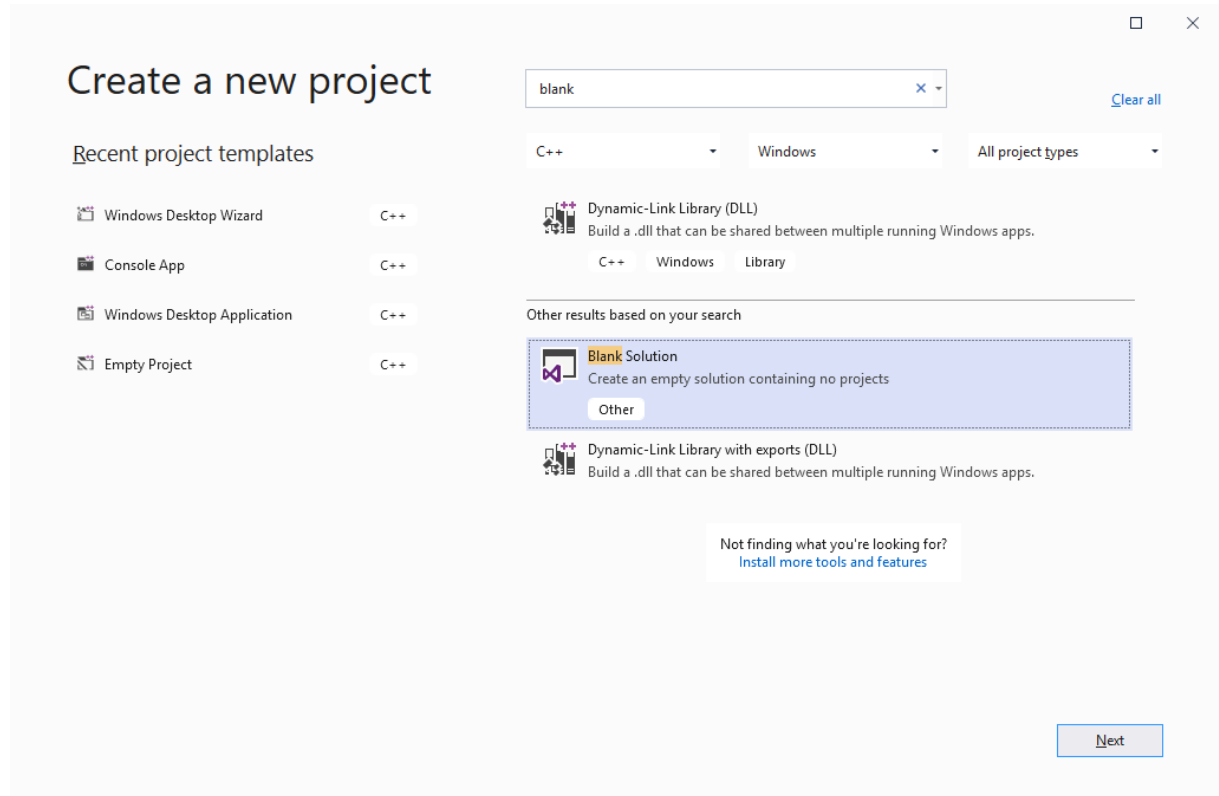 Create a new project
blank
Clear all
Recent project templates
C++
Windows
All project types
Windows Desktop Wizard
C++
Console App
C++
Windows Desktop Application
C++
Empty Project
C++
Dynamic-Link Library (DLL)
Build a .dll that can be shared between multiple running Windows apps.
C++ Windows Library
Other results based on your search
Blank Solution
Create an empty solution containing no projects
Other
Dynamic-Link Library with exports (DLL)
Build a .dll that can be shared between multiple running Windows apps.
Not finding what you're looking for?
Install more tools and features
Next